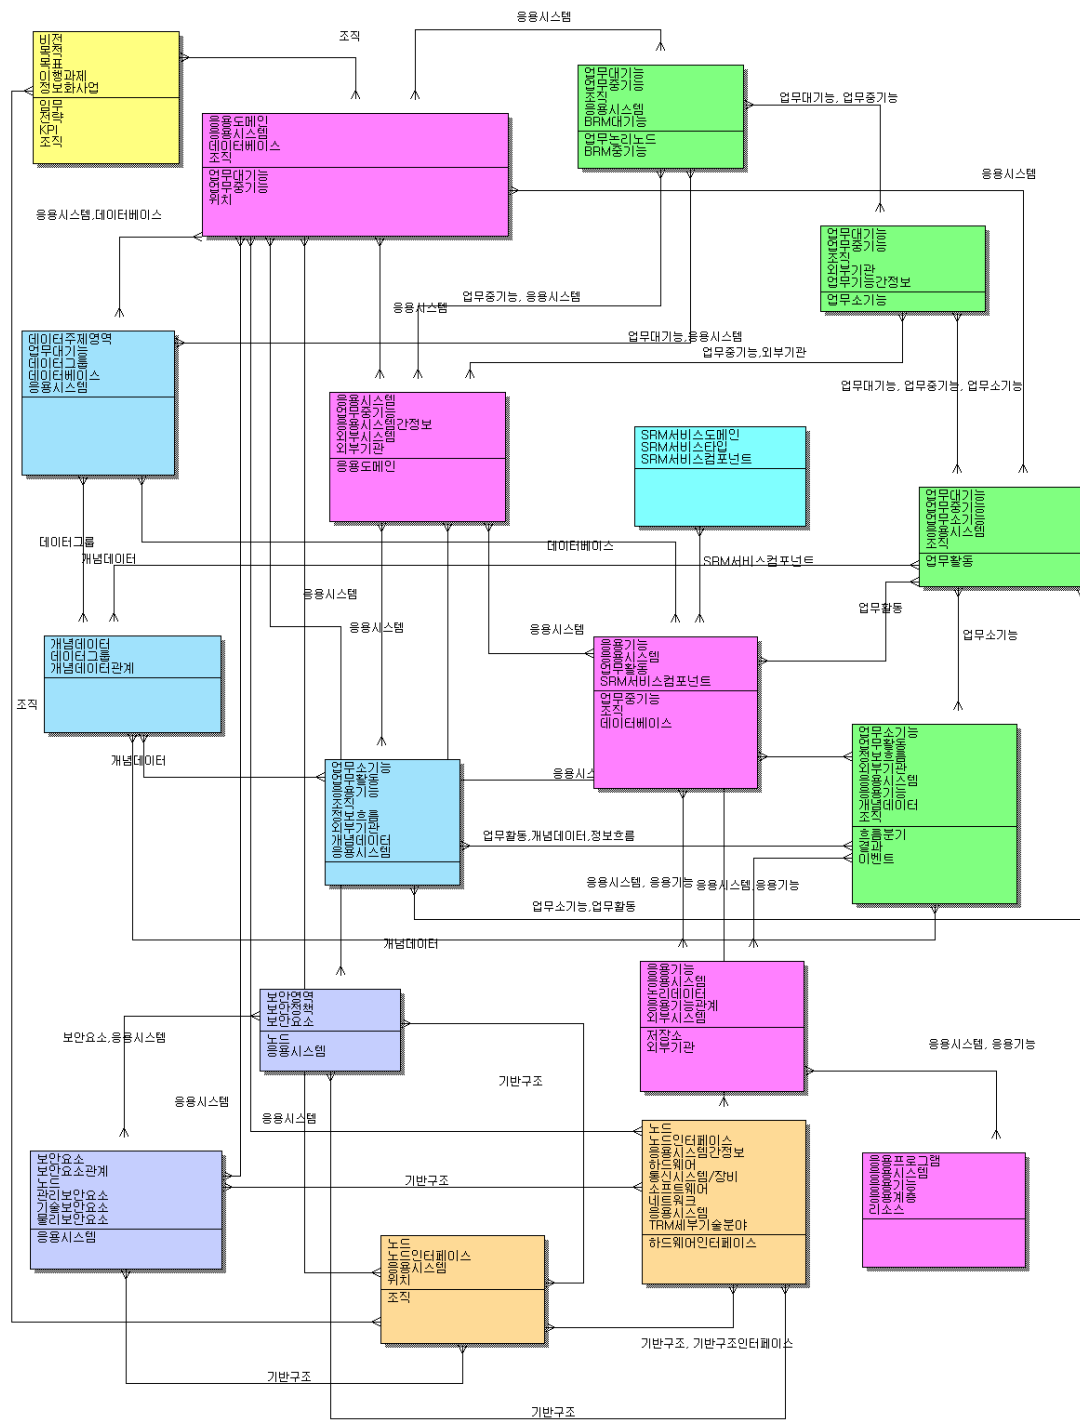 응용시스템
조직
비전
목적
목표
이행과제
정보화사업
임무
전략
KPI
조직
업무대기능
업무중기능
조직
응용시스템
BRM대기능
업무논리노드
BRM중기능
업무대기능, 업무중기능
응용도메인
응용시스템
데이터베이스
조직
업무대기능
업무중기능
위치
응용시스템
응용시스템,데이터베이스
업무대기능
업무중기능
조직
외부기관
업무기능간정보
업무소기능
업무중기능, 응용시스템
응용시스템
업무대기능,응용시스템
업무중기능,외부기관
데이터주제영역
업무대기능
데이터그룹
데이터베이스
응용시스템
업무대기능, 업무중기능, 업무소기능
응용시스템
업무중기능
응용시스템간정보
외부시스템
외부기관
응용도메인
SRM서비스도메인
SRM서비스타입
SRM서비스컴포넌트
업무대기능
업무중기능
업무소기능
응용시스템
조직
업무활동
데이터그룹
개념데이터
데이터베이스
SRM서비스컴포넌트
응용시스템
업무활동
응용시스템
응용시스템
업무소기능
개념데이터
데이터그룹
개념데이터관계
응용기능
응용시스템
업무활동
SRM서비스컴포넌트
업무중기능
조직
데이터베이스
조직
개념데이터
업무소기능
업무활동
정보흐름
외부기관
응용시스템
응용기능
개념데이터
조직
흐름분기
결과
이벤트
업무소기능
업무활동
응용기능
조직
정보흐름
외부기관
개념데이터
응용시스템
응용시스
업무활동,개념데이터,정보흐름
응용시스템, 응용기능
응용시스템,응용기능
업무소기능,업무활동
개념데이터
응용기능
응용시스템
논리데이터
응용기능관계
외부시스템
저장소
외부기관
보안영역
보안정책
보안요소
노드
응용시스템
보안요소,응용시스템
응용시스템, 응용기능
기반구조
응용시스템
응용시스템
노드
노드인터페이스
응용시스템간정보
하드웨어
통신시스템/장비
소프트웨어
네트워크
응용시스템
TRM세부기술분야
하드웨어인터페이스
보안요소
보안요소관계
노드
관리보안요소
기술보안요소
물리보안요소
응용시스템
기반구조
응용프로그램
응용시스템
응용기능
응용계층
리소스
노드
노드인터페이스
응용시스템
위치
조직
기반구조, 기반구조인터페이스
기반구조
기반구조